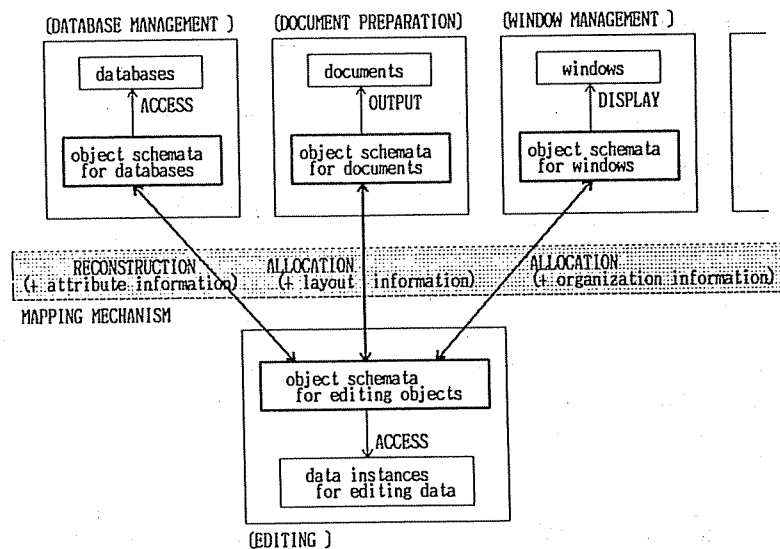 (DATABASE MANAGEMENT )
(DOCUMENT PREPARATION)
(WINDOW MANAGEMENT )
databases
documents
windows
ACCESS
OUTPUT
DISPLAY
object schemata
for databases
object schemata
for documents
object schemata
for windows
RECONSTRUCTION
(+ attribute information)
ALLOCATION
(+ layout information)
ALLOCATION
(+ organization information)
MAPPING MECHANISM
object schemata
for editing objects
ACCESS
data instances
for editing data
(EDITING )